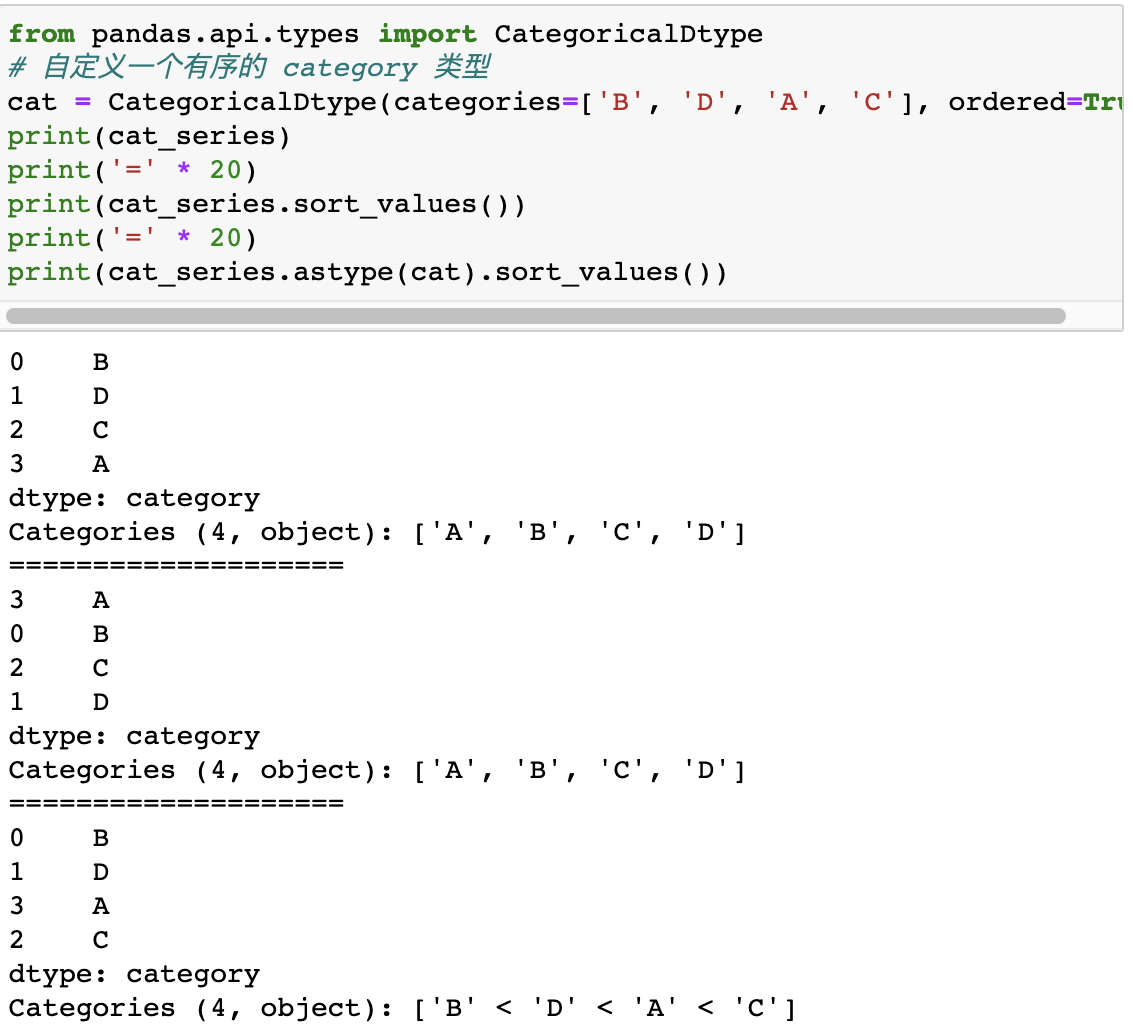 from pandas.api.types import CategoricalDtype
# 自定义一个有序的 category 类型
cat = CategoricalDtype(categories=['B', 'D', 'A', 'C'], ordered=Tru
print(cat_series)
print('=' * 20)
print(cat_series.sort_values())
print('=' * 20)
print(cat_series.astype(cat).sort_values())
0    B
1    D
2    C
3    A
dtype: category
Categories (4, object): ['A', 'B', 'C', 'D']
====================
3    A
0    B
2    C
1    D
dtype: category
Categories (4, object): ['A', 'B', 'C', 'D']
====================
0    B
1    D
3    A
2    C
dtype: category
Categories (4, object): ['B' < 'D' < 'A' < 'C']